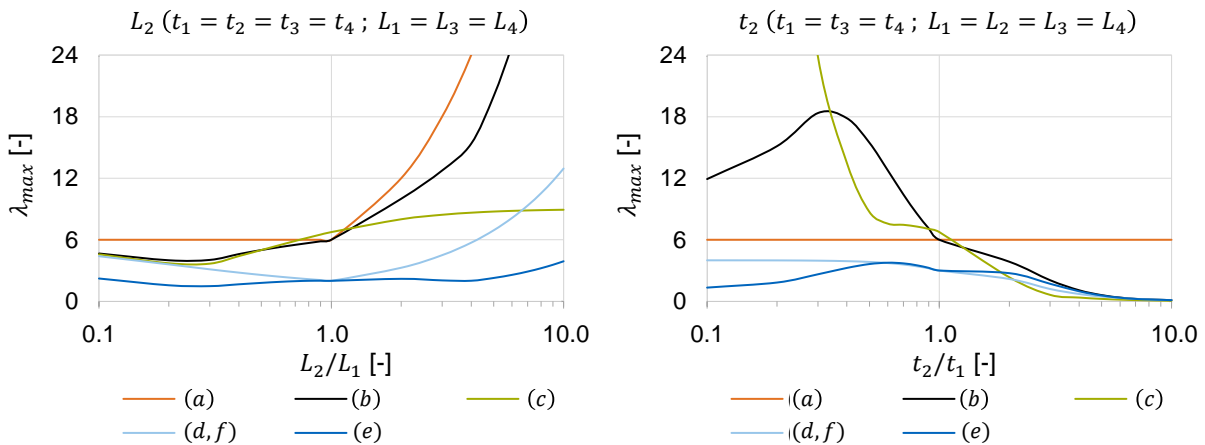 L₂ (t₁ = t₂ = t₃ = t₄ ; L₁ = L₃ = L₄)
24
18
12
6
0
λₘₐₓ [-]
0.1 1.0 10.0
L₂/L₁ [-]
(a) (b) (c)
(d, f) (e)
t₂ (t₁ = t₃ = t₄ ; L₁ = L₂ = L₃ = L₄)
24
18
12
6
0
λₘₐₓ [-]
0.1 1.0 10.0
t₂/t₁ [-]
(a) (b) (c)
(d, f) (e)